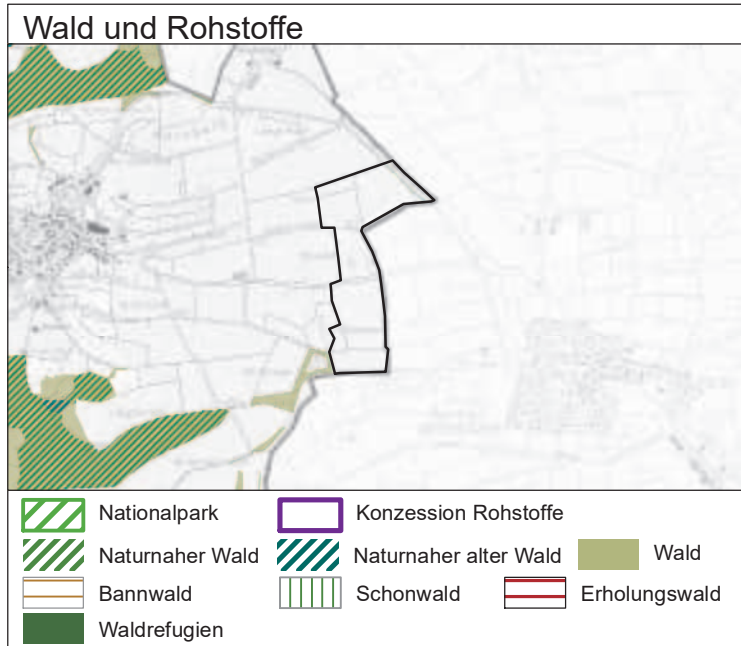 Wald und Rohstoffe
Nationalpark
Konzession Rohstoffe
Naturnaher Wald
Naturnaher alter Wald
Wald
Bannwald
Schonwald
Erholungswald
Waldrefugien